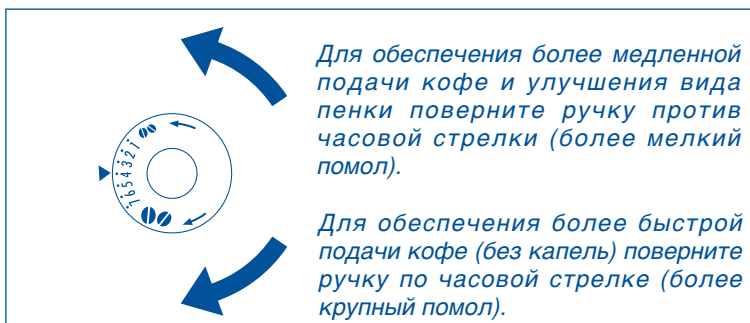 7654321
Для обеспечения более медленной
подачи кофе и улучшения вида
пенки поверните ручку против
часовой стрелки (более мелкий
помол).
Для обеспечения более быстрой
подачи кофе (без капель) поверните
ручку по часовой стрелке (более
крупный помол).